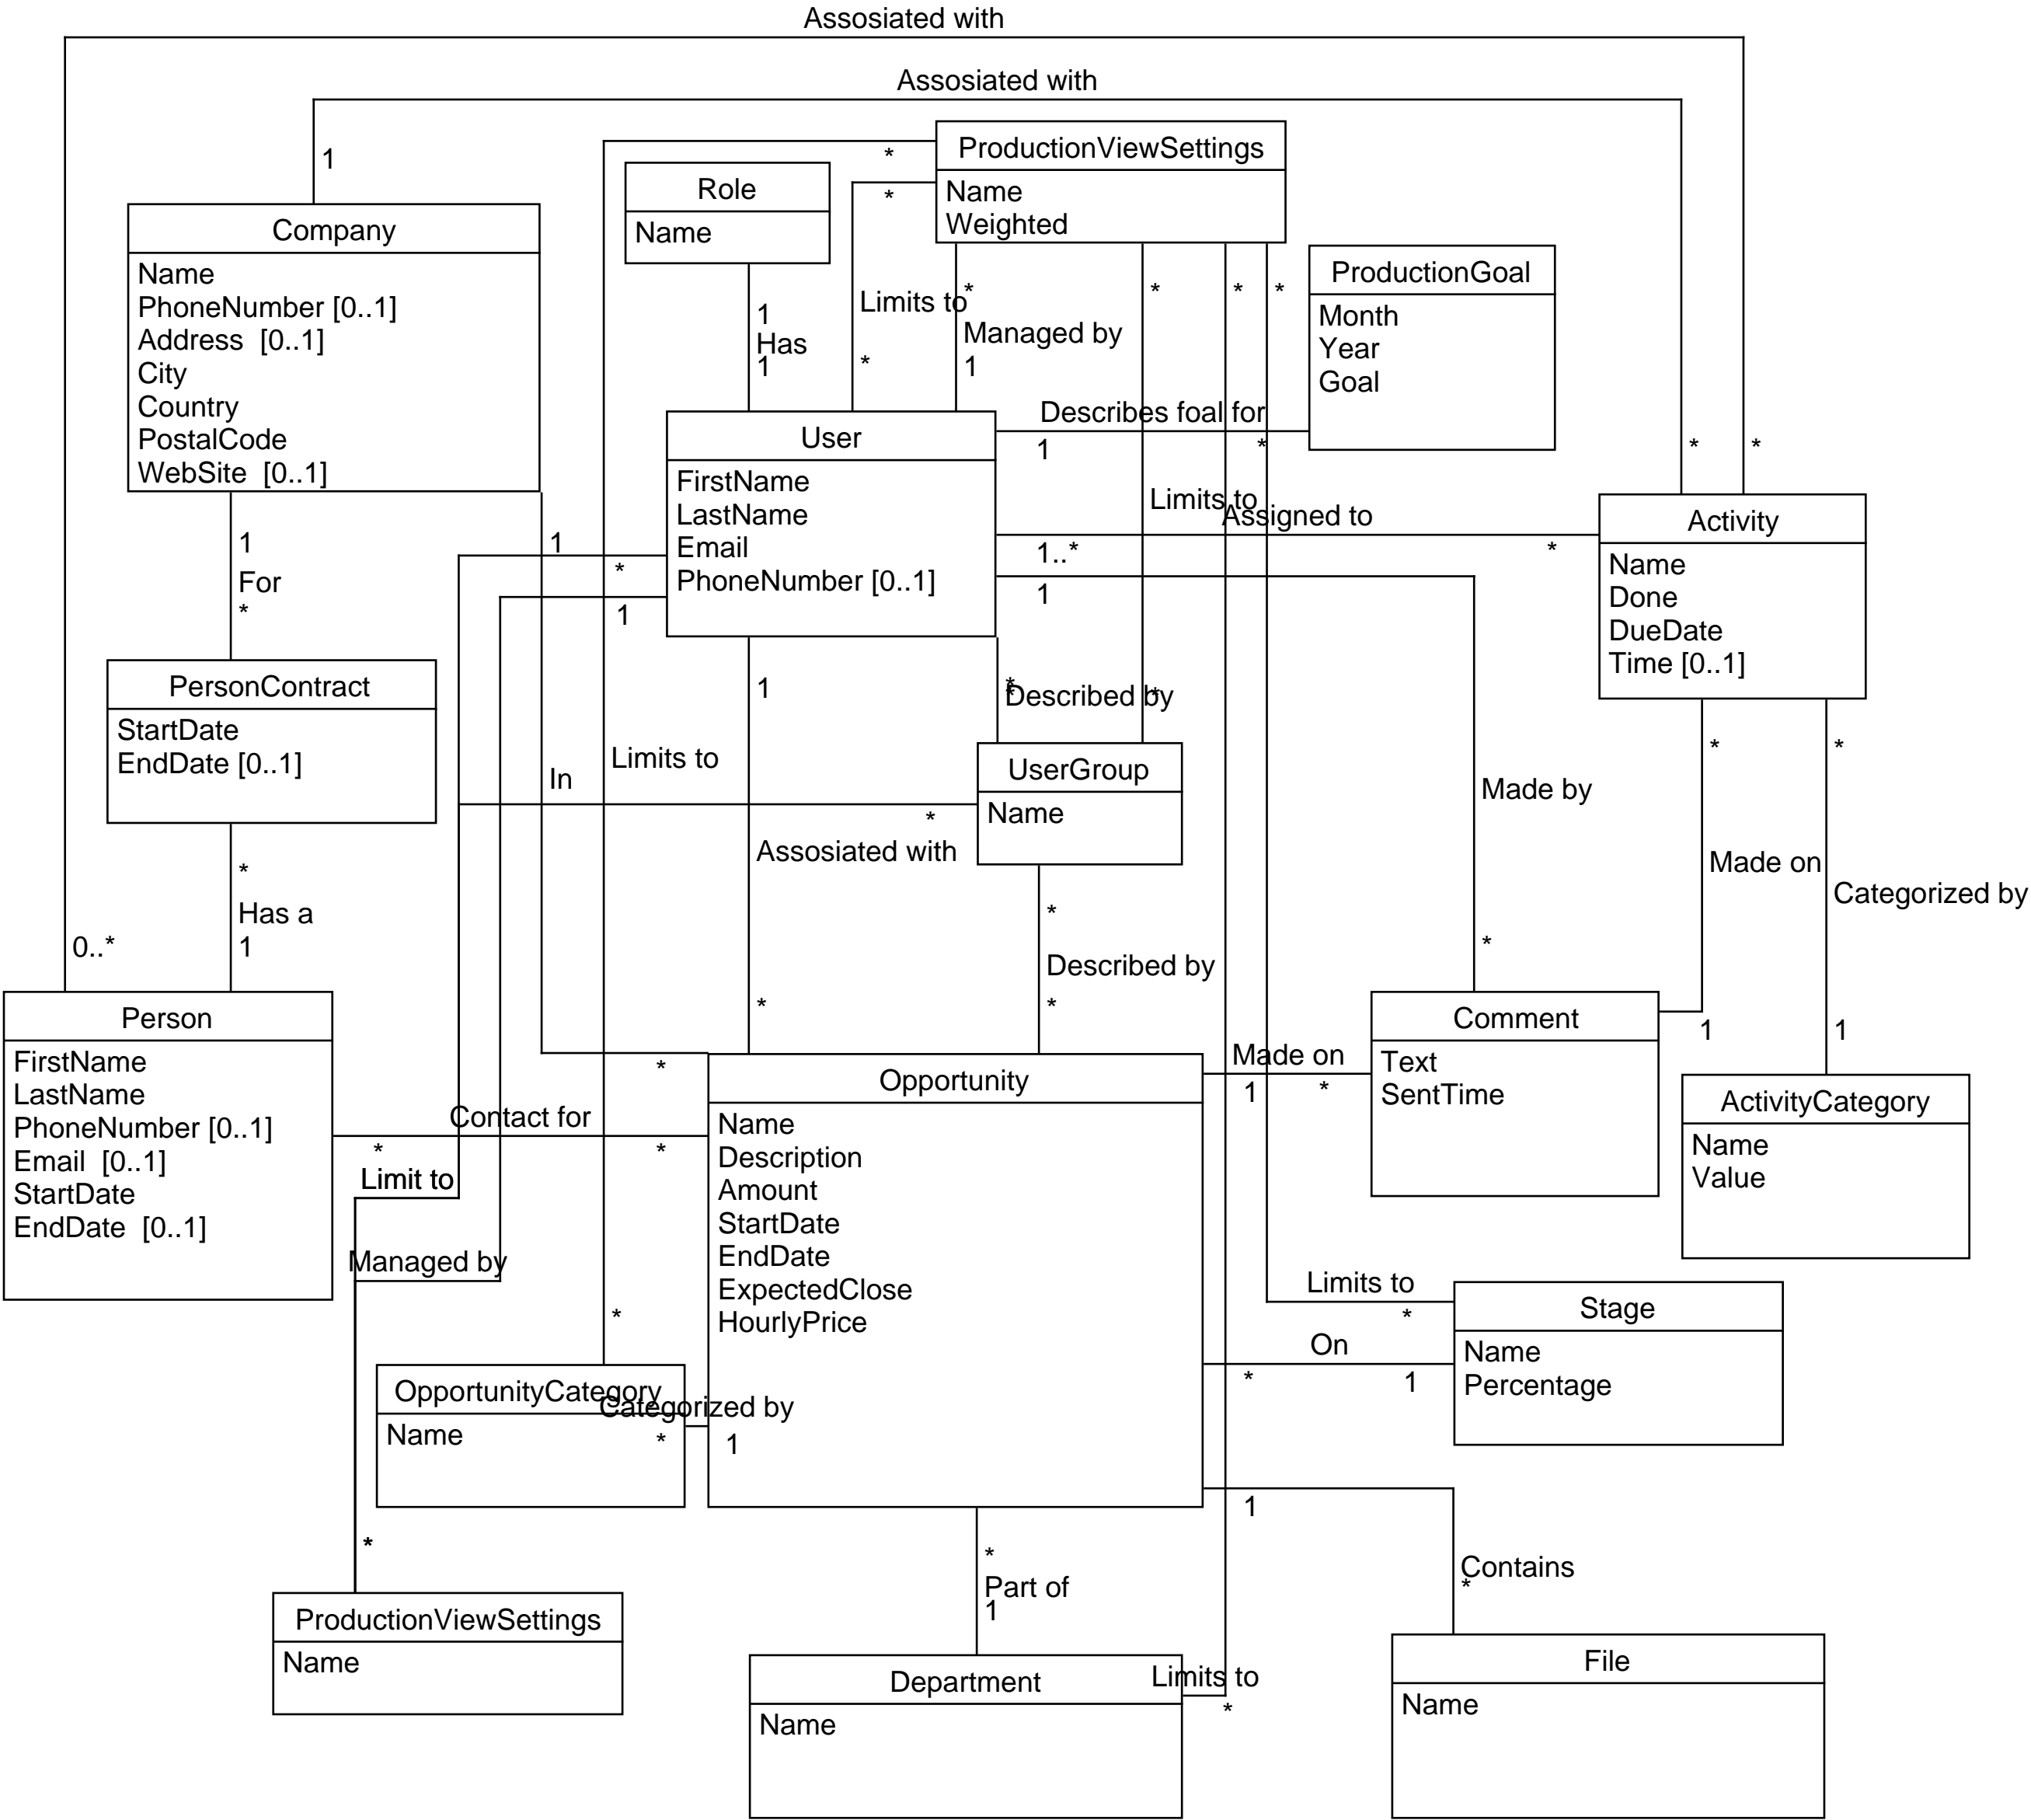 Assosiated with
Assosiated with
1
*
*
ProductionViewSettings
Name
Weighted
Role
Name
Company
Name
PhoneNumber [0..1]
Address  [0..1]
City
Country
PostalCode
WebSite  [0..1]
ProductionGoal
Month
Year
Goal
*
*
*
*
1
Has
1
Limits to
*
Managed by
1
Describes foal for
1
*
*
*
User
FirstName
LastName
Email
PhoneNumber [0..1]
Limits to
Assigned to
1..*
*
1
Activity
Name
Done
DueDate
Time [0..1]
1
For
*
1
*
1
PersonContract
StartDate
EndDate [0..1]
1
*
*
Described by
*
Limits to
In
*
UserGroup
Name
Made by
*
*
Made on
Categorized by
*
Has a
1
0..*
Assosiated with
*
*
Described by
*
*
1
1
Person
FirstName
LastName
PhoneNumber [0..1]
Email  [0..1]
StartDate
EndDate  [0..1]
*
Contact for
*
*
Limit to
Managed by
Opportunity
Name
Description
Amount
StartDate
EndDate
ExpectedClose
HourlyPrice
Made on
1
*
Comment
Text
SentTime
ActivityCategory
Name
Value
Limits to
*
Stage
Name
Percentage
On
*
1
*
OpportunityCategory
Name
Categorized by
*
1
1
Contains
*
*
Part of
1
*
ProductionViewSettings
Name
Department
Name
Limits to
*
File
Name